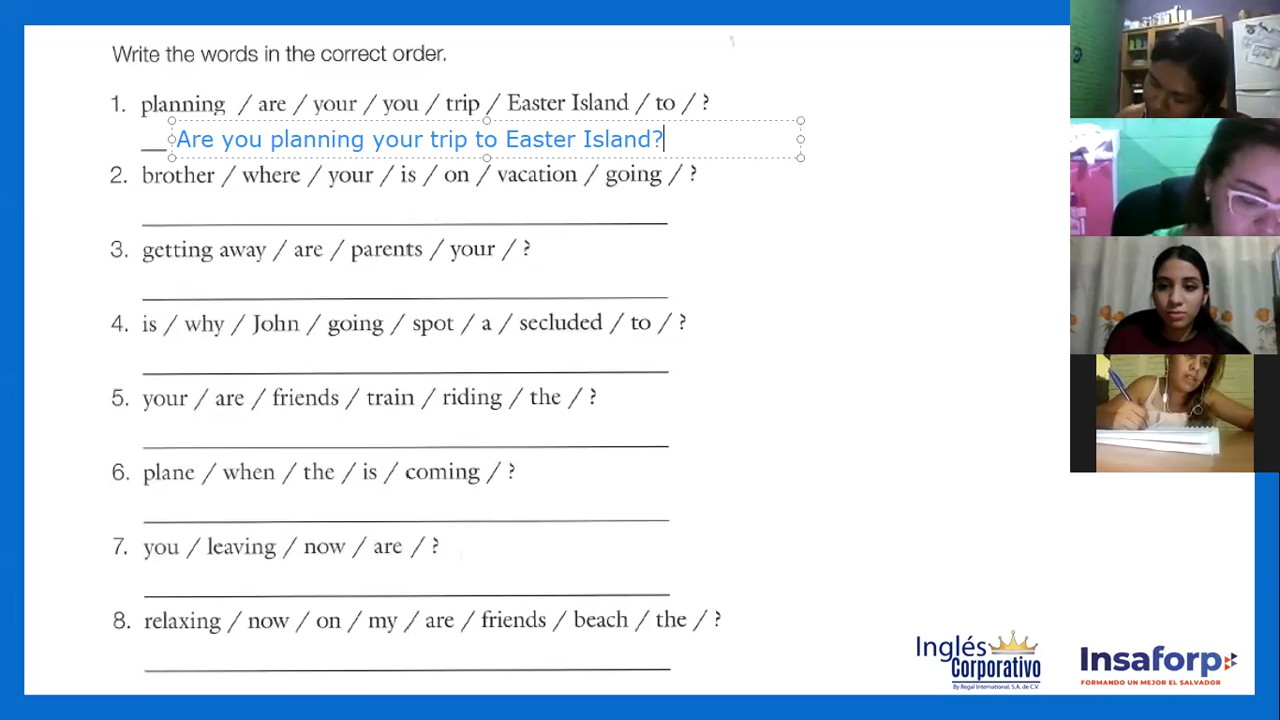 Write the words in the correct order.
1. planning / are / your / you / trip / Easter Island / to / ?
Are you planning your trip to Easter Island?
2. brother / where / your / is / on / vacation / going / ?
3. getting away / are / parents / your / ?
4. is / why / John / going / spot / a / secluded / to / ?
5. your / are / friends / train / riding / the / ?
6. plane / when / the / is / coming / ?
7. you / leaving / now / are / ?
8. relaxing / now / on / my / are / friends / beach / the / ?
Inglés
Corporativo
By Regal International, S.A. de C.V.
Insaforp
FORMANDO UN MEJOR EL SALVADOR